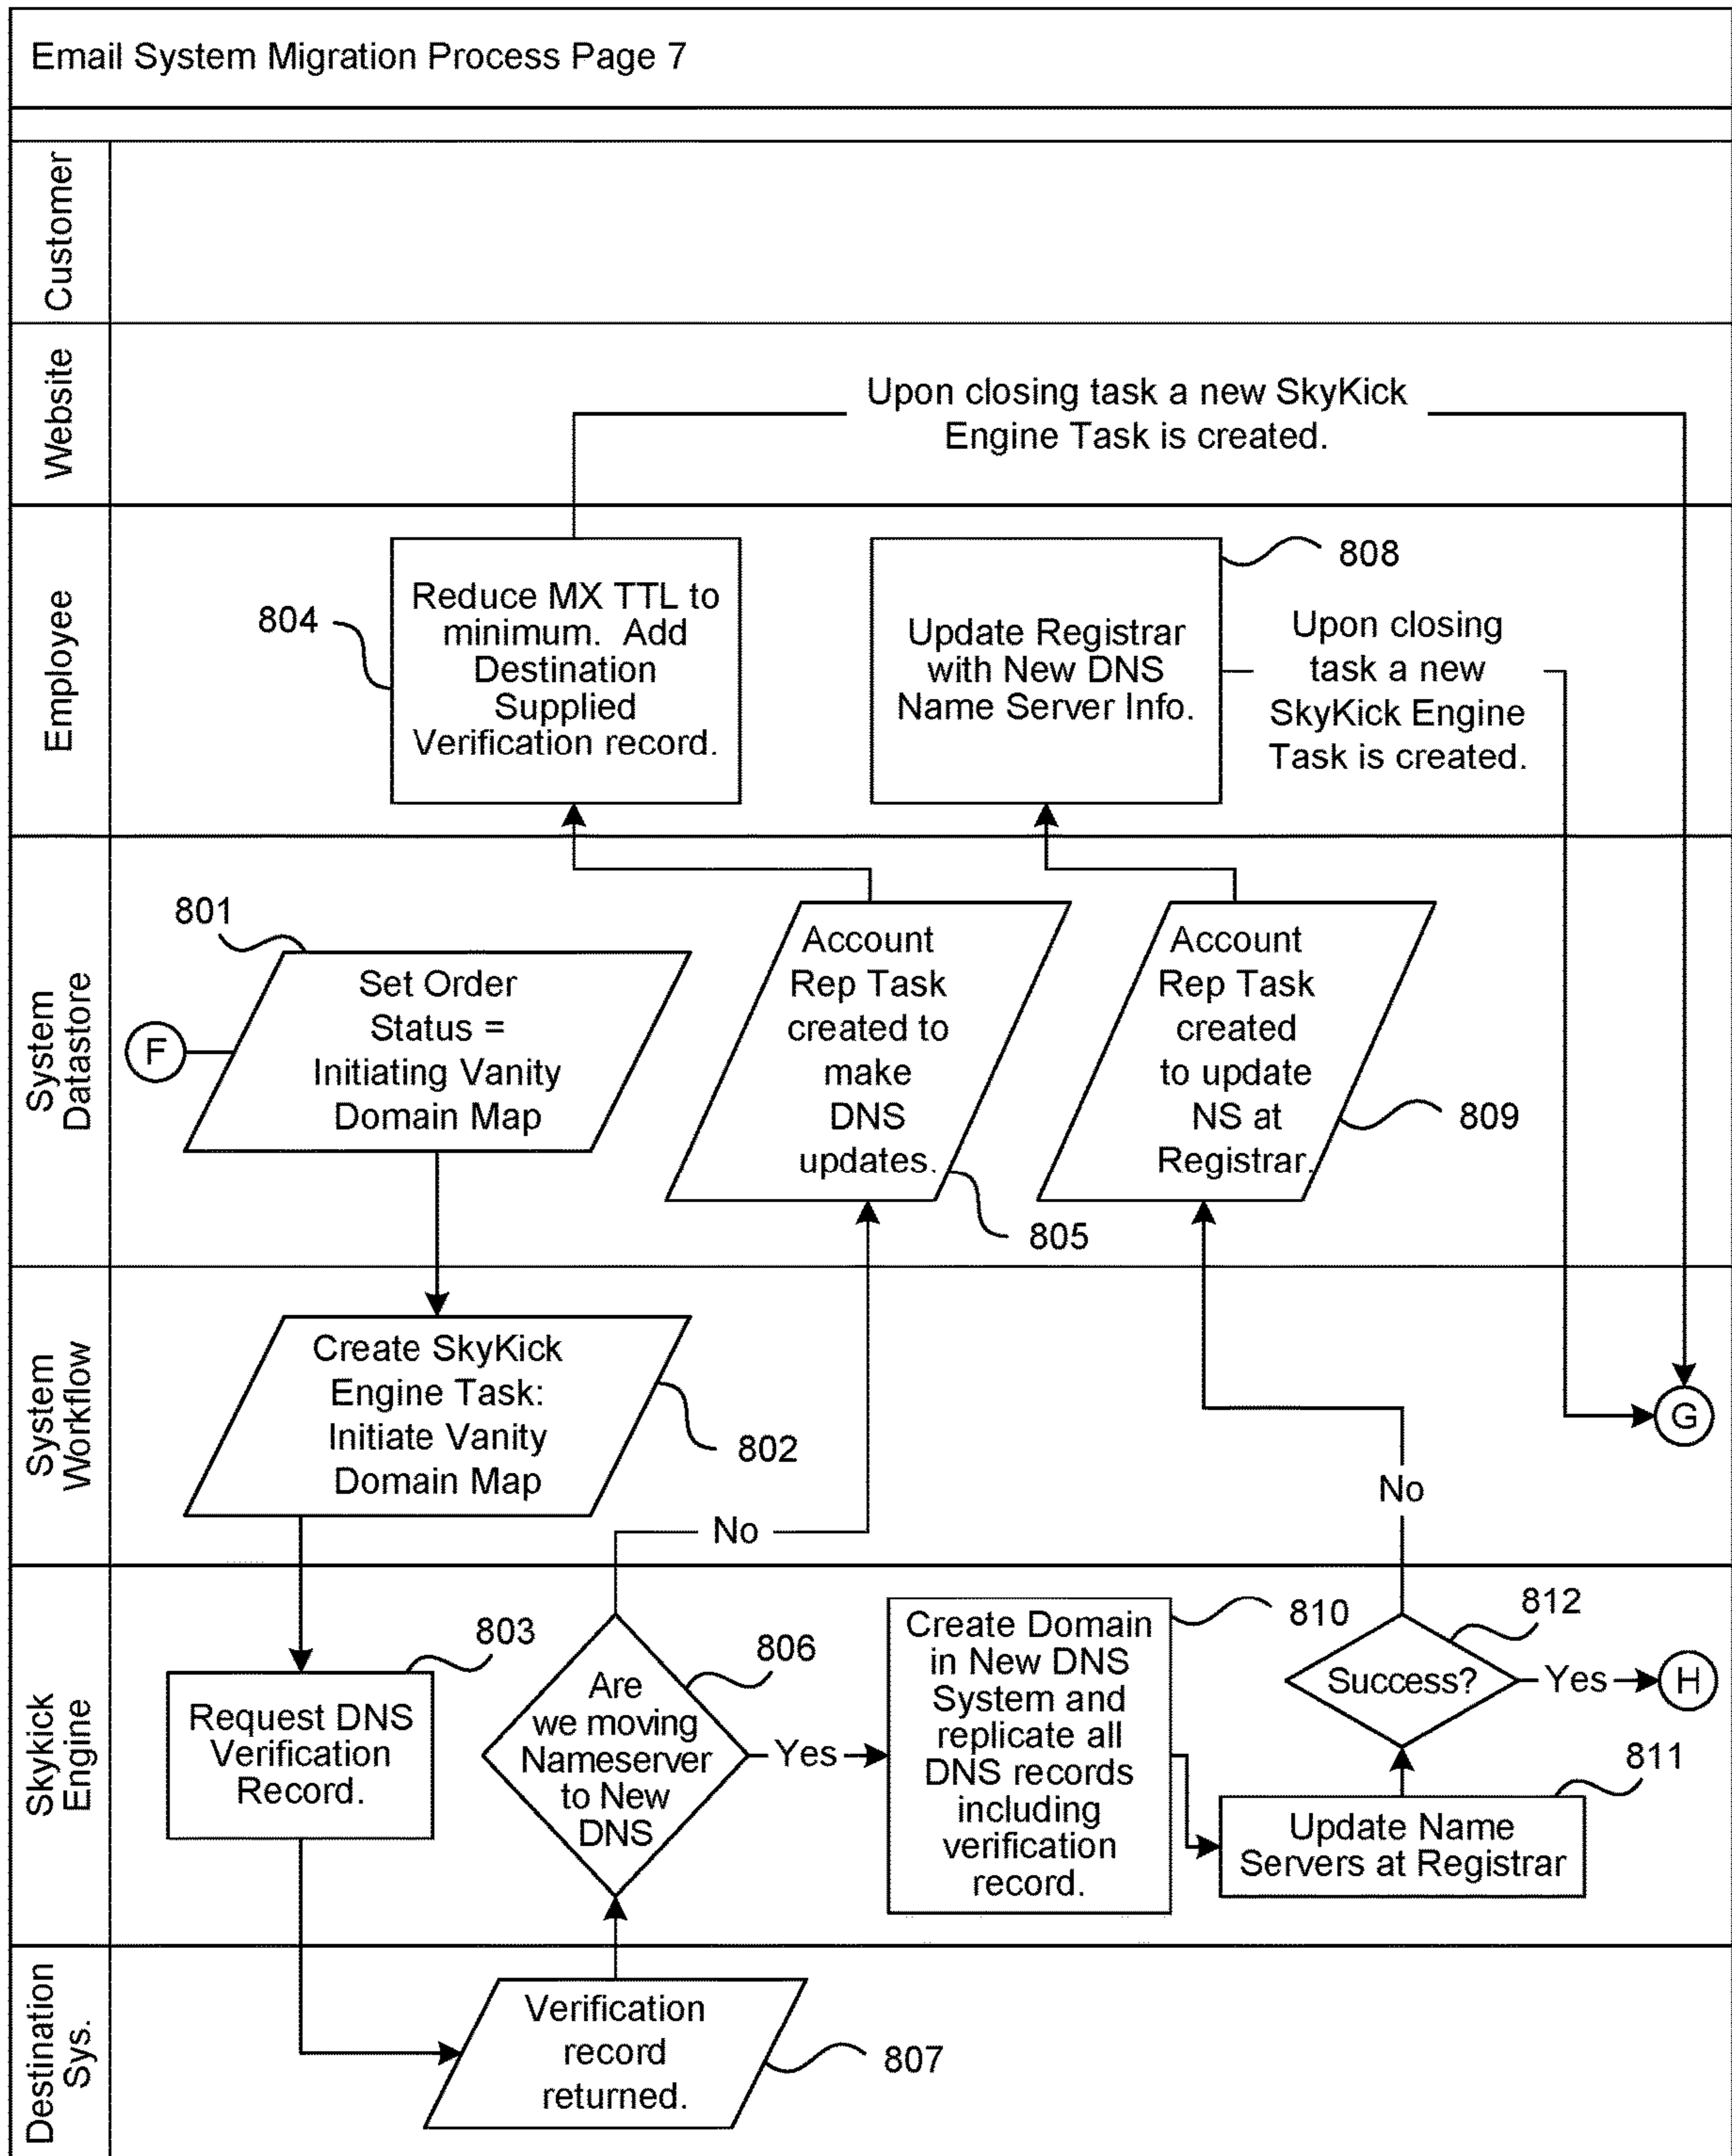 Email System Migration Process Page 7
Customer
Website
Upon closing task a new SkyKick
Engine Task is created.
Employee
804
Reduce MX TTL to
minimum. Add
Destination
Supplied
Verification record.
808
Update Registrar
with New DNS
Name Server Info.
Upon closing
task a new
SkyKick Engine
Task is created.
System
Datastore
F
801
Set Order
Status =
Initiating Vanity
Domain Map
Account
Rep Task
created to
make
DNS
updates.
805
Account
Rep Task
created
to update
NS at
Registrar.
809
System
Workflow
Create SkyKick
Engine Task:
Initiate Vanity
Domain Map
802
No
No
G
Skykick
Engine
803
Request DNS
Verification
Record.
806
Are
we moving
Nameserver
to New
DNS
Yes
810
Create Domain
in New DNS
System and
replicate all
DNS records
including
verification
record.
812
Success?
Yes
H
811
Update Name
Servers at Registrar
Destination
Sys.
Verification
record
returned.
807